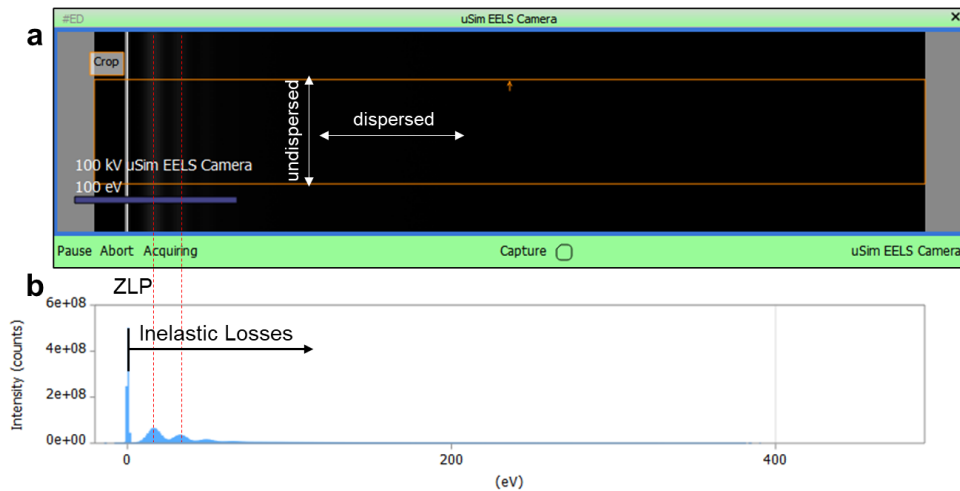 #ED
uSim EELS Camera
×
a
Crop
undispersed
dispersed
100 kV uSim EELS Camera
100 eV
Pause Abort Acquiring
Capture
uSim EELS Camera
b
ZLP
Inelastic Losses
Intensity (counts)
6e+08
4e+08
2e+08
0e+00
0
200
400
(eV)